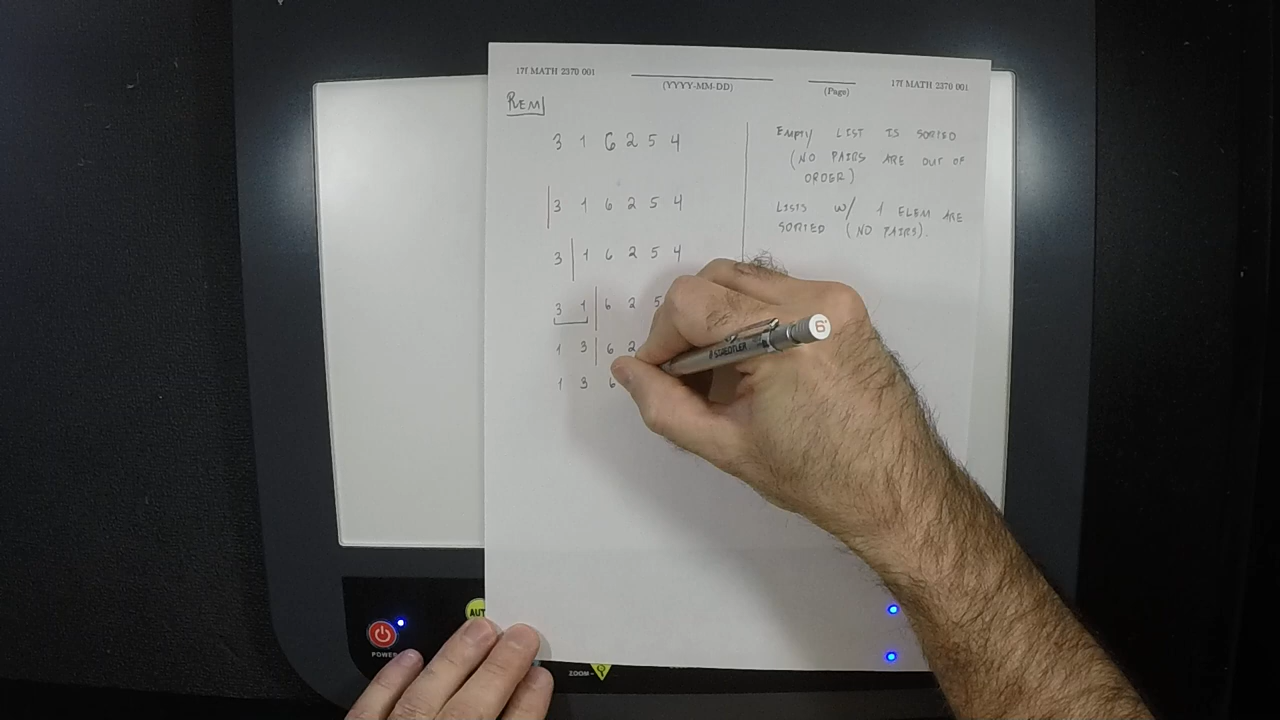 17f MATH 2370 001 (YYYY-MM-DD) (Page) 17f MATH 2370 001
REM
3 1 6 2 5 4
3 1 6 2 5 4
3 1 6 2 5 4
3 1 6 2 5
1 3 6 2
1 3 6
EMPTY LIST IS SORTED
(NO PAIRS ARE OUT OF
ORDER)
LISTS W/ 1 ELEM ARE
SORTED (NO PAIRS).
STAEDTLER
AUT
POWER
ZOOM-